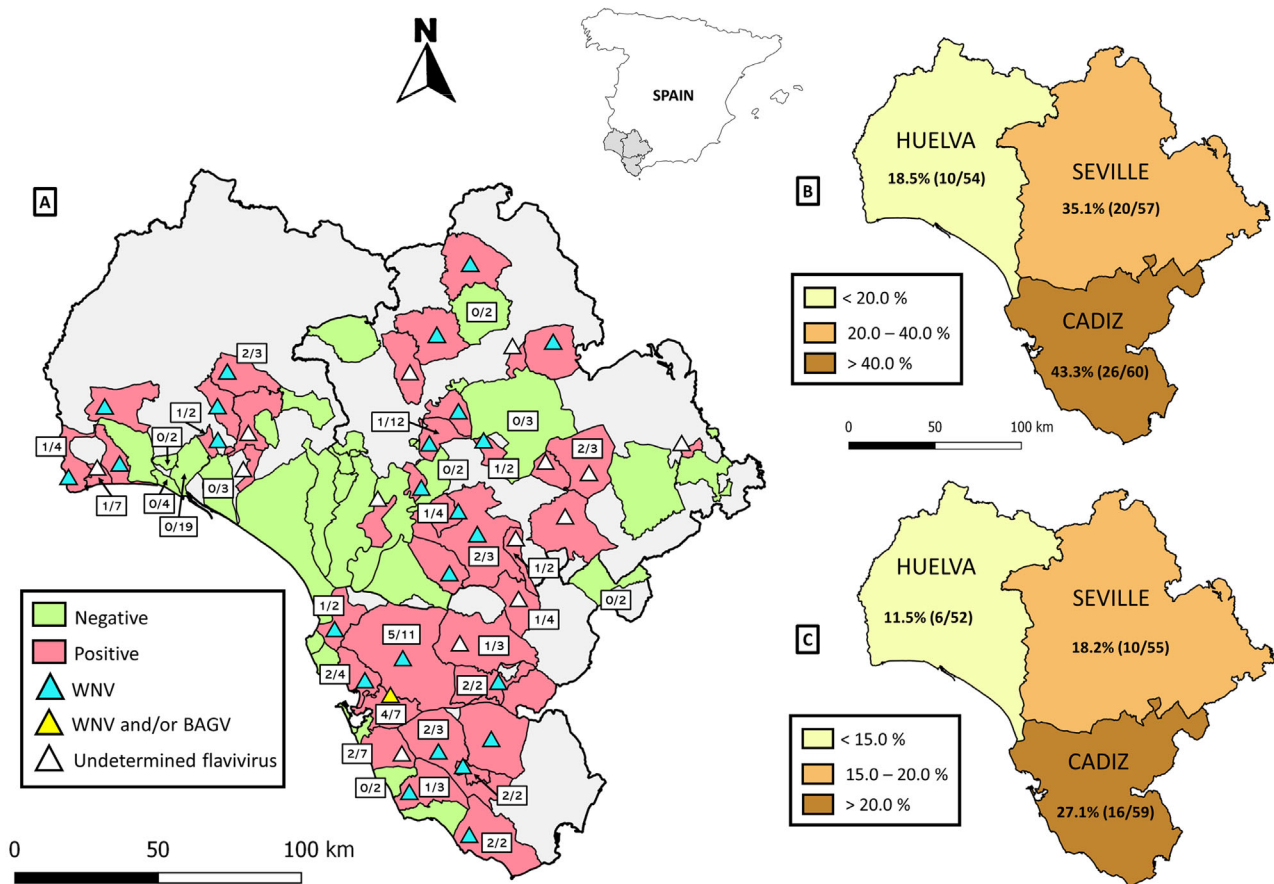 N
SPAIN
A
0/2
2/3
1/12
0/3
1/2
0/2
2/3
1/4
0/2
1/2
0/3
1/7
0/4
0/19
1/4
2/3
1/2
0/2
1/4
1/2
5/11
1/3
2/4
2/2
4/7
2/3
2/7
0/2
1/3
2/2
2/2
Negative
Positive
WNV
WNV and/or BAGV
Undetermined flavivirus
0 50 100 km
B
HUELVA
18.5% (10/54)
SEVILLE
35.1% (20/57)
CADIZ
43.3% (26/60)
< 20.0 %
20.0 – 40.0 %
> 40.0 %
0 50 100 km
C
HUELVA
11.5% (6/52)
SEVILLE
18.2% (10/55)
CADIZ
27.1% (16/59)
< 15.0 %
15.0 – 20.0 %
> 20.0 %